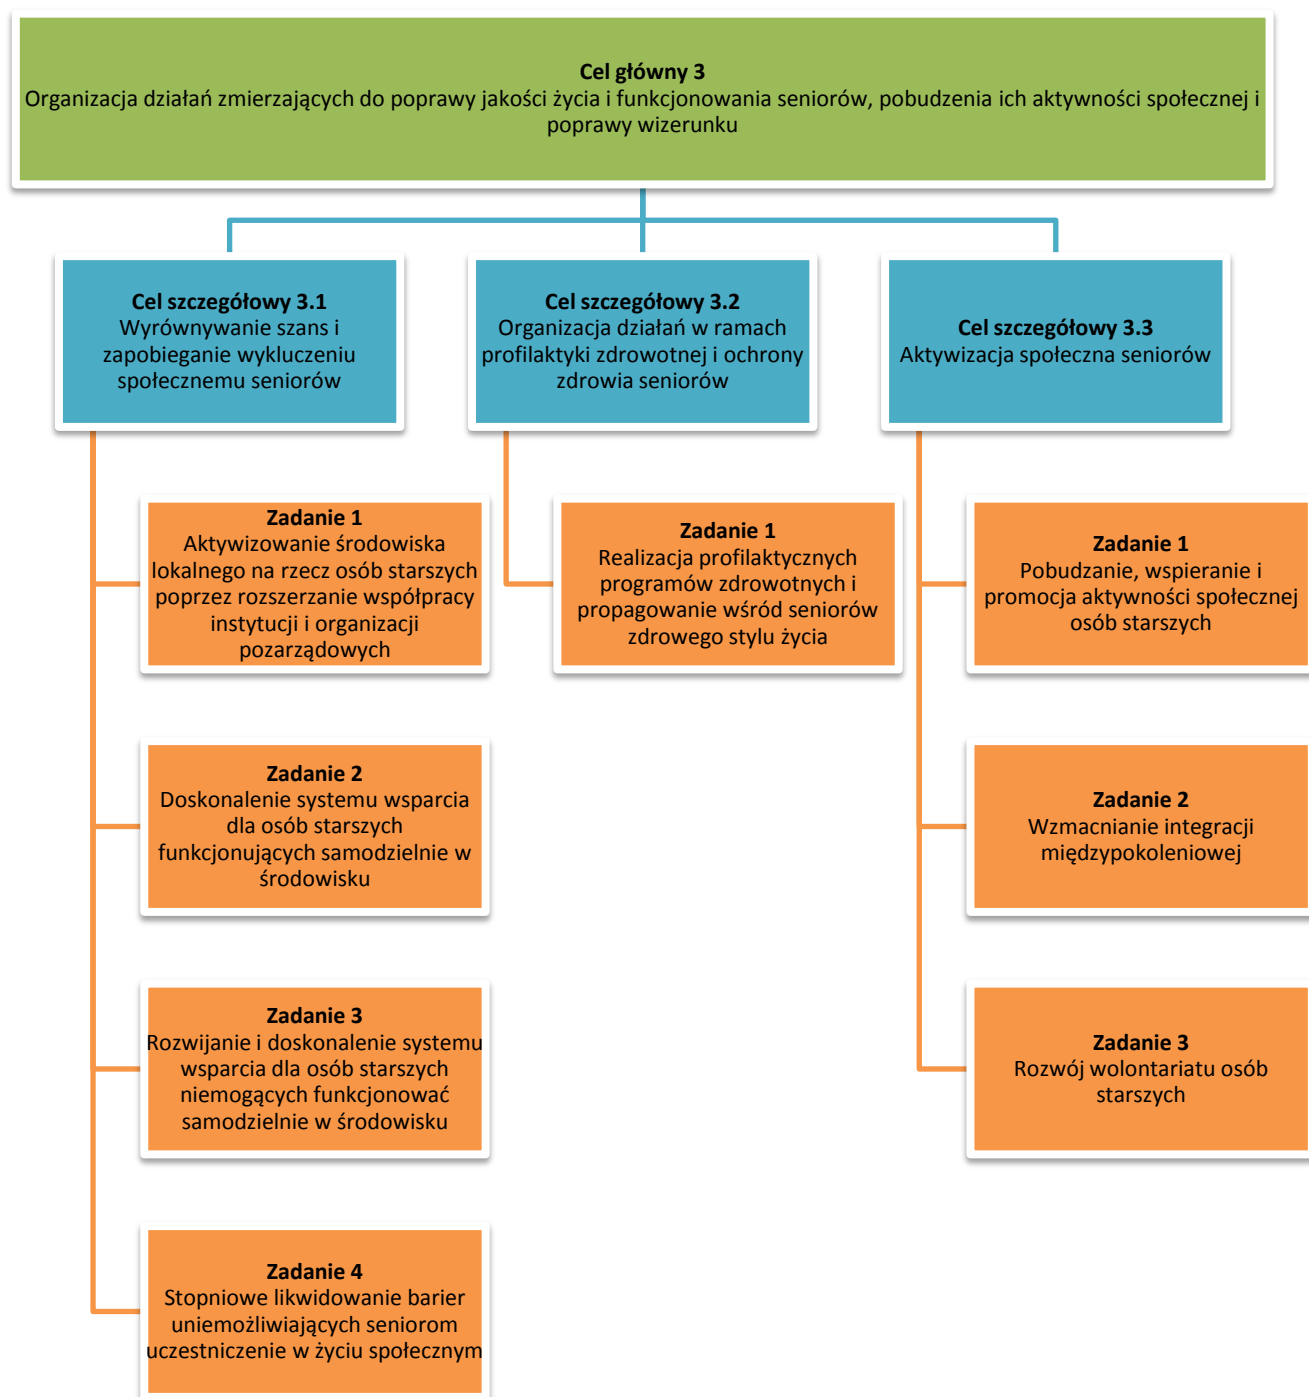 Cel główny 3
Organizacja działań zmierzających do poprawy jakości życia i funkcjonowania seniorów, pobudzenia ich aktywności społecznej i
poprawy wizerunku
Cel szczegółowy 3.1
Wyrównywanie szans i
zapobieganie wykluczeniu
społecznemu seniorów
Zadanie 1
Aktywizowanie środowiska
lokalnego na rzecz osób starszych
poprzez rozszerzanie współpracy
instytucji i organizacji
pozarządowych
Zadanie 2
Doskonalenie systemu wsparcia
dla osób starszych
funkcjonujących samodzielnie w
środowisku
Zadanie 3
Rozwijanie i doskonalenie systemu
wsparcia dla osób starszych
niemogących funkcjonować
samodzielnie w środowisku
Zadanie 4
Stopniowe likwidowanie barier
uniemożliwiających seniorom
uczestniczenie w życiu społecznym
Cel szczegółowy 3.2
Organizacja działań w ramach
profilaktyki zdrowotnej i ochrony
zdrowia seniorów
Zadanie 1
Realizacja profilaktycznych
programów zdrowotnych i
propagowanie wśród seniorów
zdrowego stylu życia
Cel szczegółowy 3.3
Aktywizacja społeczna seniorów
Zadanie 1
Pobudzanie, wspieranie i
promocja aktywności społecznej
osób starszych
Zadanie 2
Wzmacnianie integracji
międzypokoleniowej
Zadanie 3
Rozwój wolontariatu osób
starszych